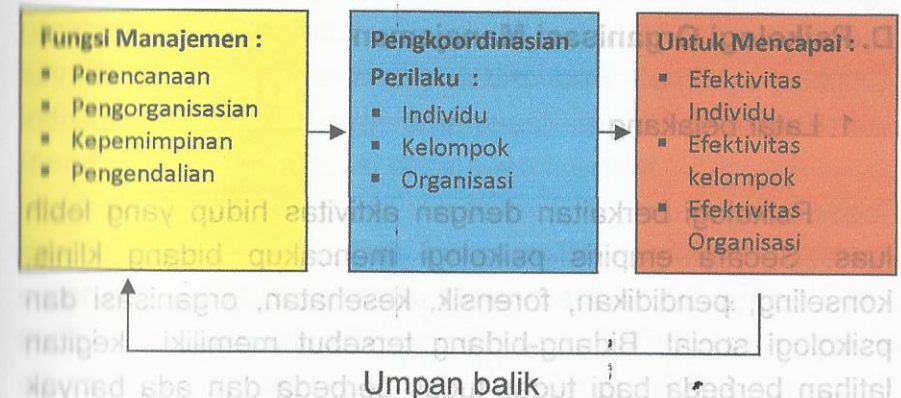 Fungsi Manajemen :
▪ Perencanaan
▪ Pengorganisasian
▪ Kepemimpinan
▪ Pengendalian
Pengkoordinasian
Perilaku :
▪ Individu
▪ Kelompok
▪ Organisasi
Untuk Mencapai :
▪ Efektivitas
Individu
▪ Efektivitas
kelompok
▪ Efektivitas
Organisasi
Umpan balik